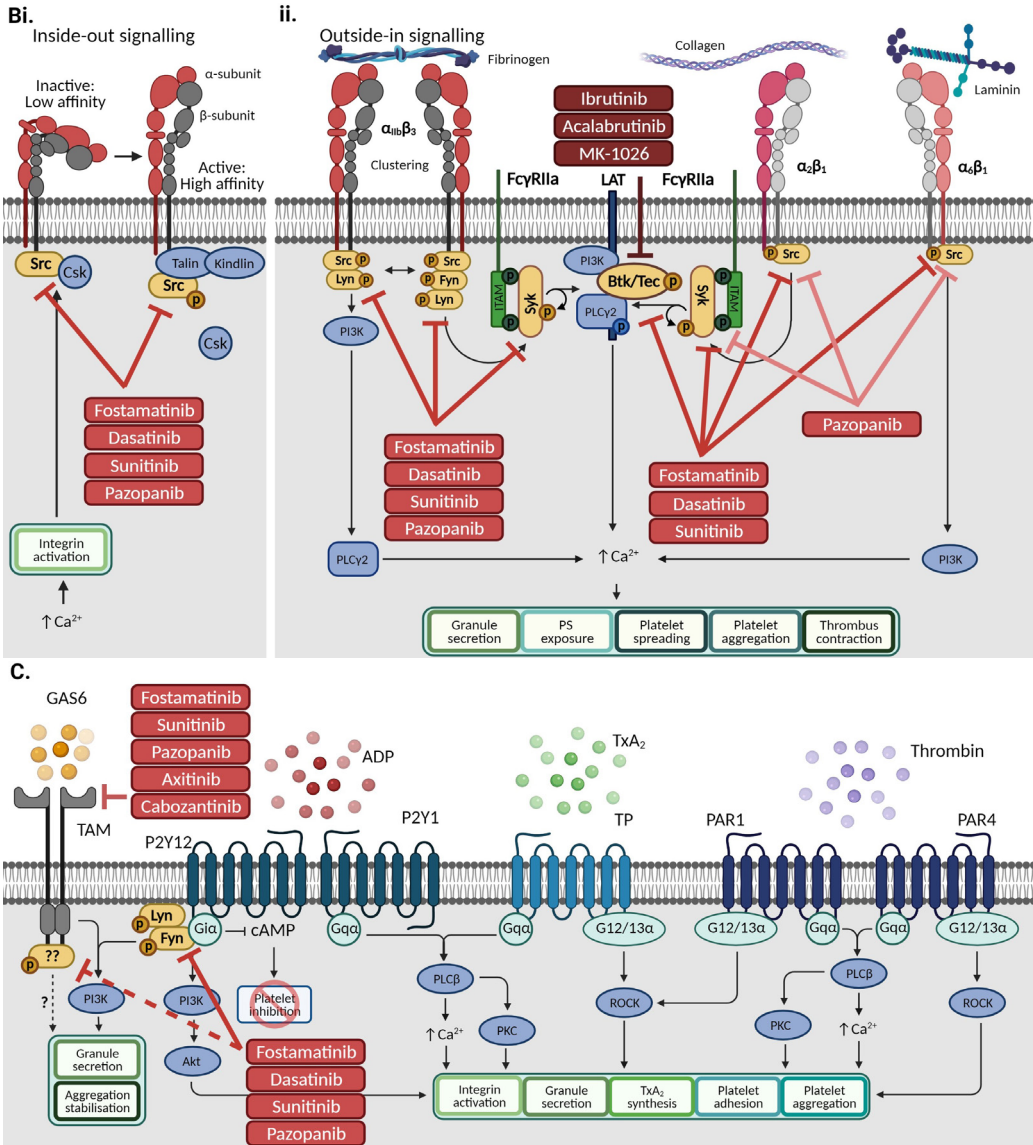 Bi.
Inside-out signalling
Inactive:
Low affinity
α-subunit
β-subunit
Active:
High affinity
Src
Csk
Talin
Kindlin
Src
p
Csk
Fostamatinib
Dasatinib
Sunitinib
Pazopanib
Integrin
activation
↑Ca²⁺
ii.
Outside-in signalling
Fibrinogen
Collagen
Laminin
Ibrutinib
Acalabrutinib
MK-1026
αIIbβ₃
Clustering
FcγRIIa
LAT
FcγRIIa
α₂β₁
α₆β₁
Src
p
Lyn
p
p
Src
Fyn
p
p
Lyn
PI3K
ITAM
p
p
Syk
p
PI3K
Btk/Tec
p
PLCγ2
p
Syk
p
p
p
ITAM
p
Src
p
Src
PI3K
Fostamatinib
Dasatinib
Sunitinib
Pazopanib
Pazopanib
Fostamatinib
Dasatinib
Sunitinib
PLCγ2
↑Ca²⁺
PI3K
Granule
secretion
PS
exposure
Platelet
spreading
Platelet
aggregation
Thrombus
contraction
C.
GAS6
Fostamatinib
Sunitinib
Pazopanib
Axitinib
Cabozantinib
TAM
ADP
TxA₂
Thrombin
P2Y12
P2Y1
TP
PAR1
PAR4
p
Lyn
p
Fyn
Giα
cAMP
Gqα
Gqα
G12/13α
G12/13α
Gqα
Gqα
G12/13α
??
p
?
PI3K
PI3K
Platelet
inhibition
PLCβ
PKC
↑Ca²⁺
ROCK
PLCβ
PKC
↑Ca²⁺
ROCK
Akt
Granule
secretion
Aggregation
stabilisation
Fostamatinib
Dasatinib
Sunitinib
Pazopanib
Integrin
activation
Granule
secretion
TxA₂
synthesis
Platelet
adhesion
Platelet
aggregation